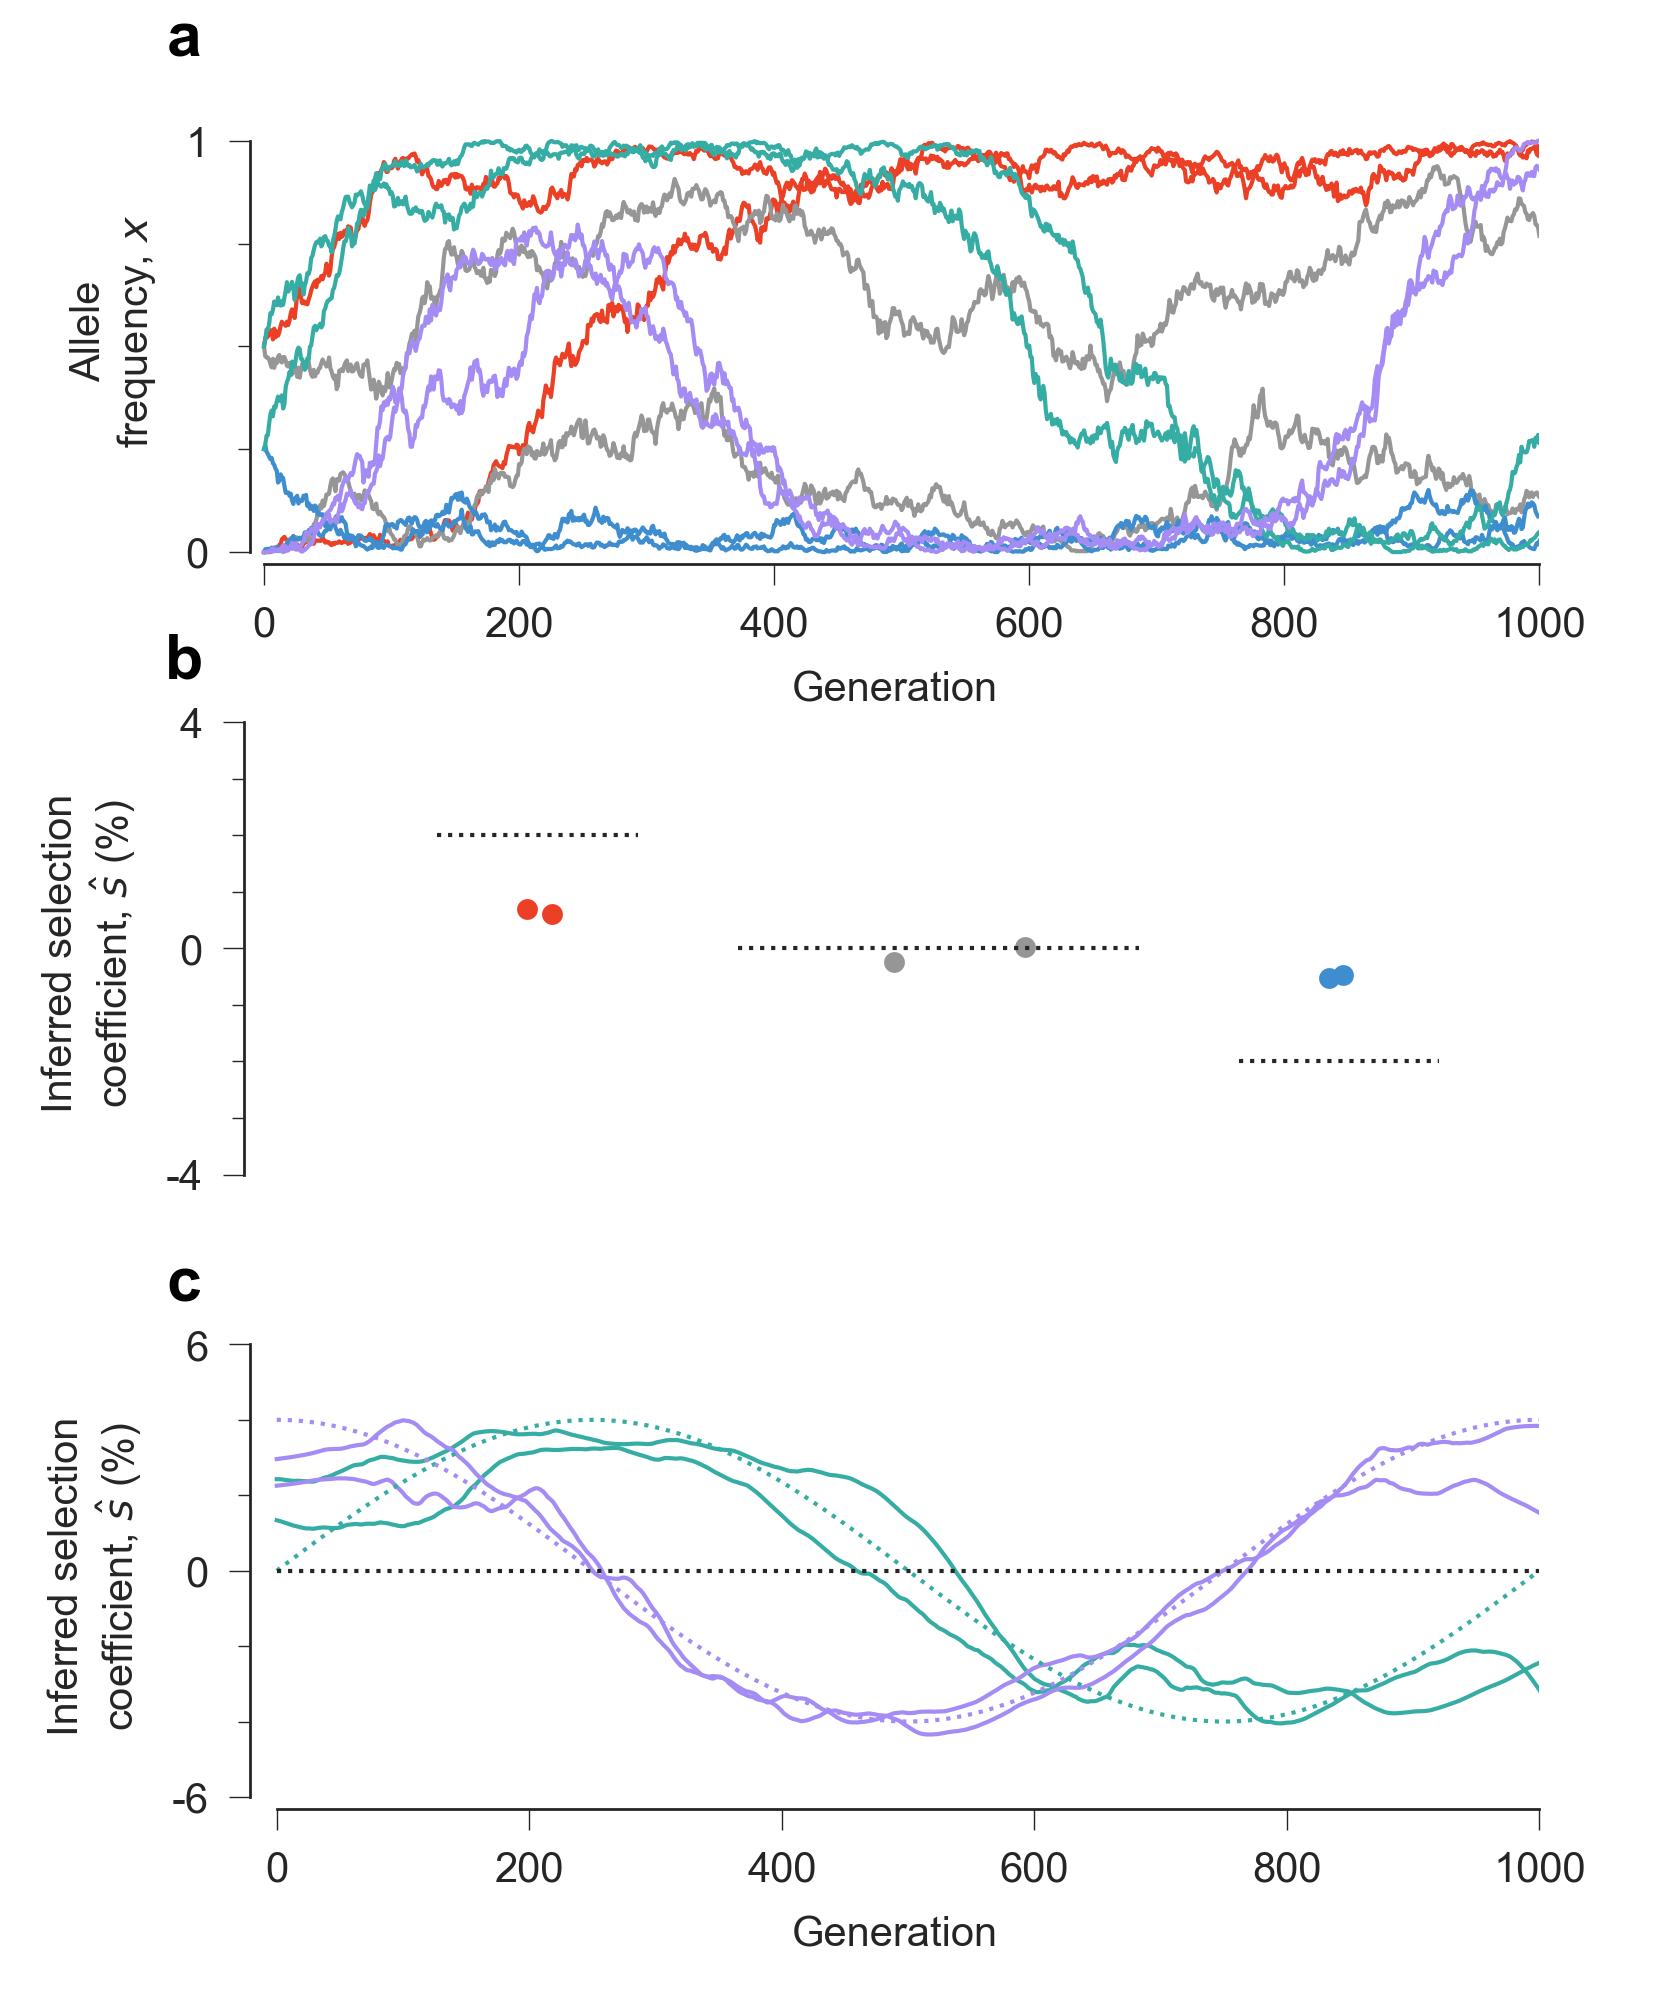 a
1
0
Allele
frequency, x
0 200 400 600 800 1000
Generation
b
4
0
-4
Inferred selection
coefficient, ŝ (%)
c
6
0
-6
Inferred selection
coefficient, ŝ (%)
0 200 400 600 800 1000
Generation